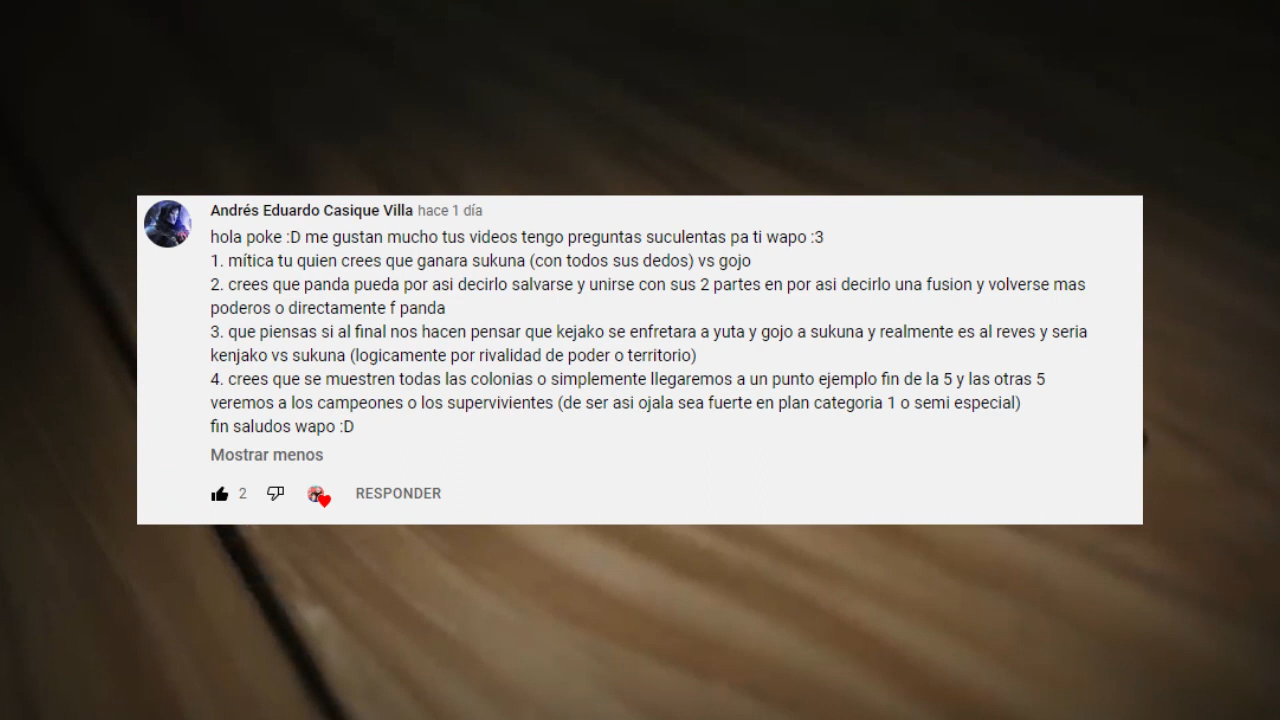 Andrés Eduardo Casique Villa hace 1 día
hola poke :D me gustan mucho tus videos tengo preguntas suculentas pa ti wapo :3
1. mítica tu quien crees que ganara sukuna (con todos sus dedos) vs gojo
2. crees que panda pueda por asi decirlo salvarse y unirse con sus 2 partes en por asi decirlo una fusion y volverse mas
poderos o directamente f panda
3. que piensas si al final nos hacen pensar que kejako se enfretara a yuta y gojo a sukuna y realmente es al reves y seria
kenjako vs sukuna (logicamente por rivalidad de poder o territorio)
4. crees que se muestren todas las colonias o simplemente llegaremos a un punto ejemplo fin de la 5 y las otras 5
veremos a los campeones o los supervivientes (de ser asi ojala sea fuerte en plan categoria 1 o semi especial)
fin saludos wapo :D
Mostrar menos
2 RESPONDER